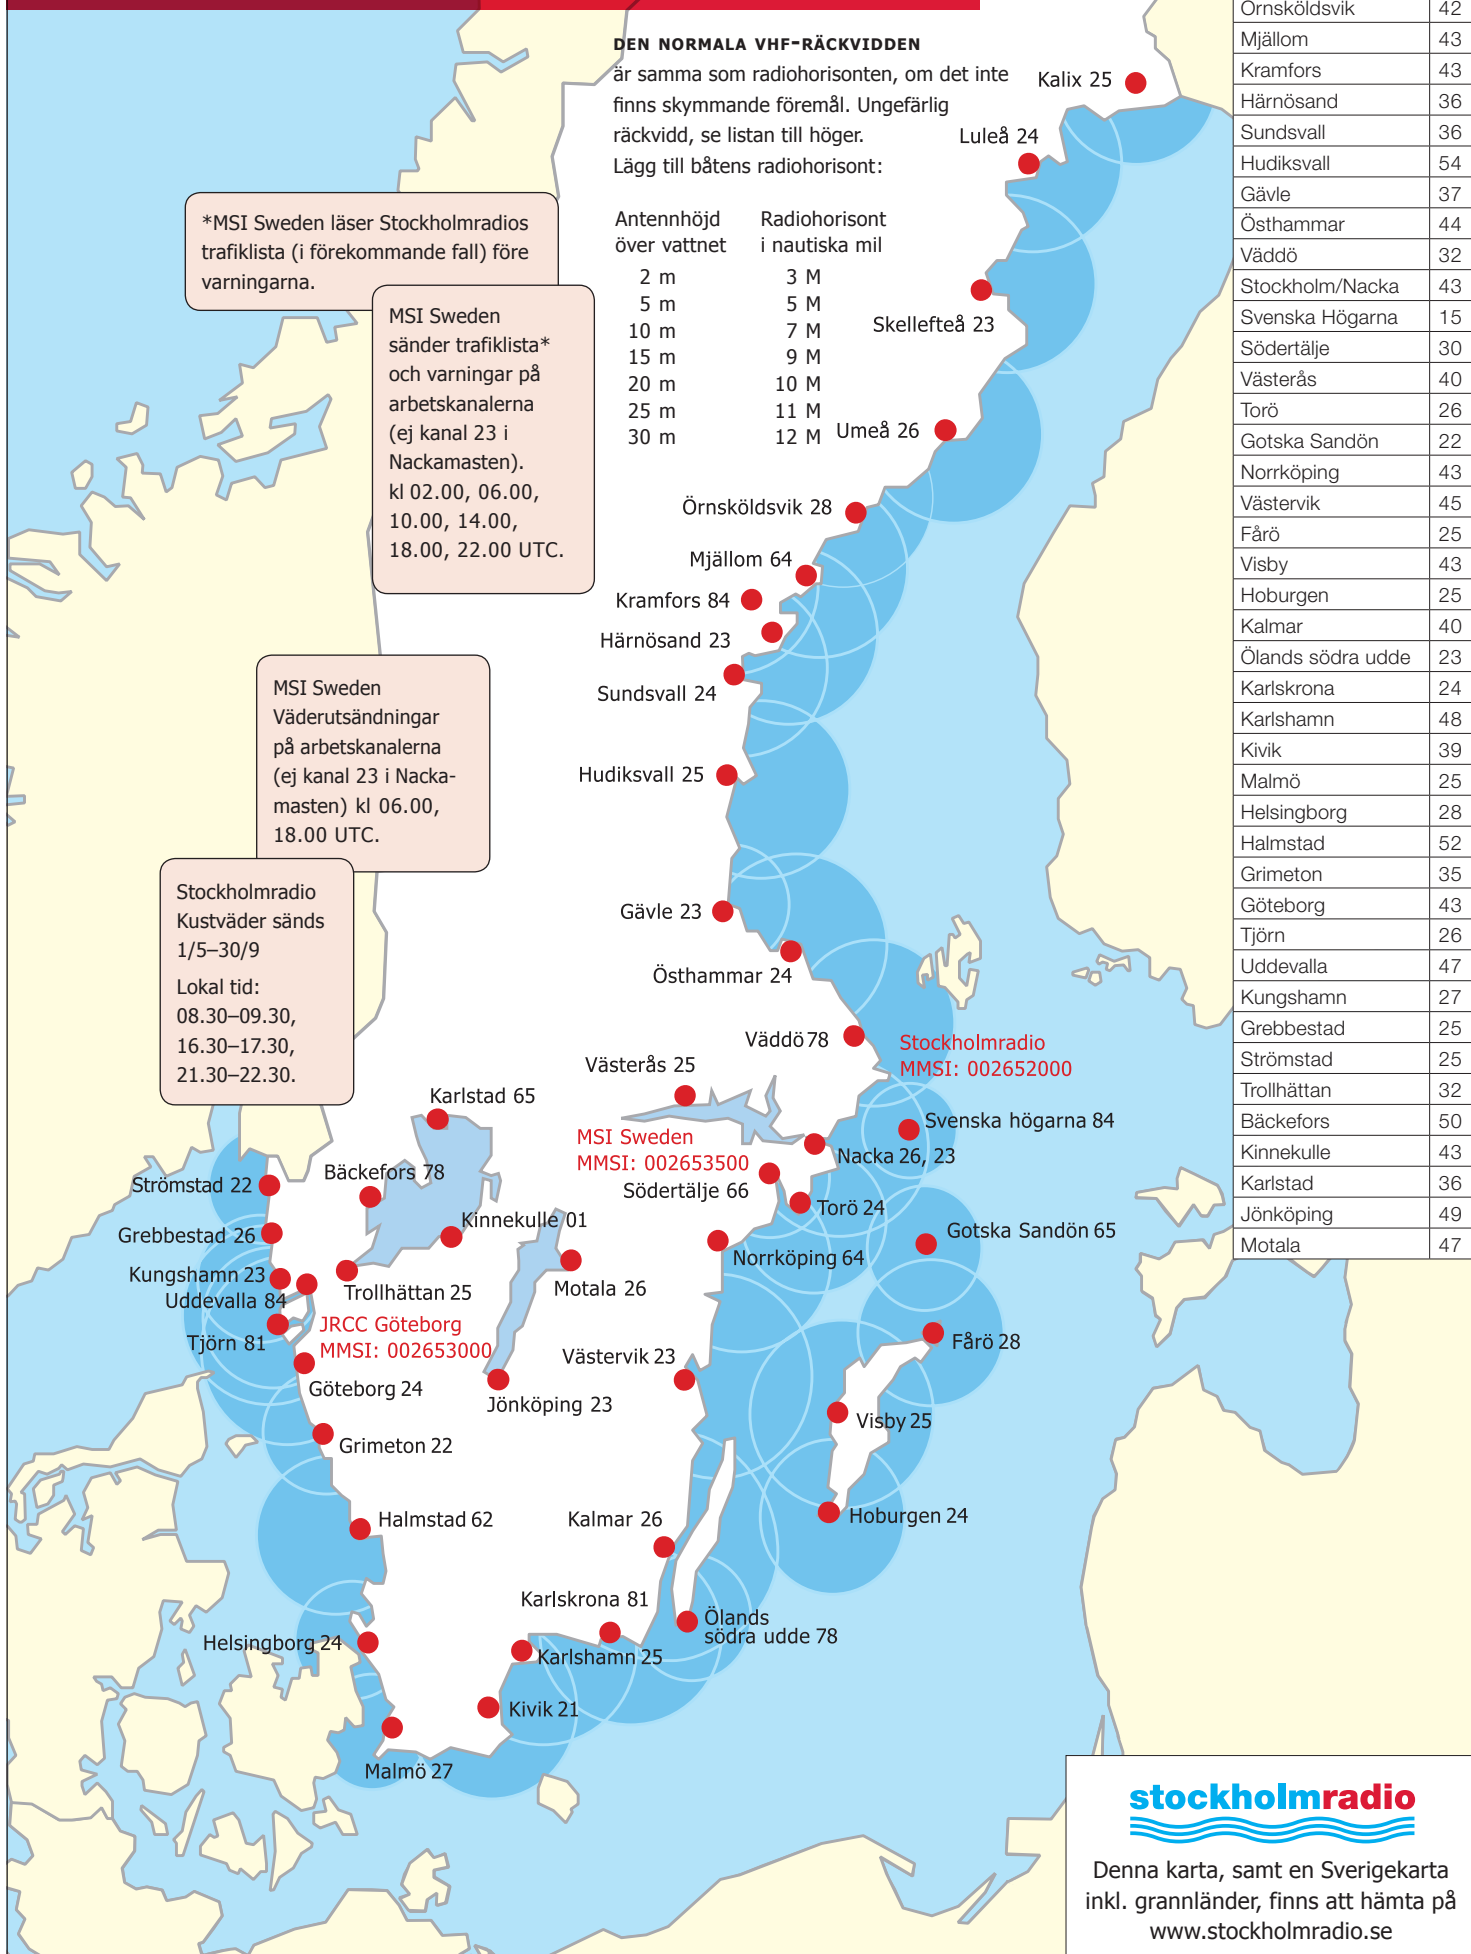 DEN NORMALA VHF-RÄCKVIDDEN
är samma som radiohorisonten, om det inte
finns skymmande föremål. Ungefärlig
räckvidd, se listan till höger.
Lägg till båtens radiohorisont:
Antennhöjd Radiohorisont
över vattnet i nautiska mil
2 m 3 M
5 m 5 M
10 m 7 M
15 m 9 M
20 m 10 M
25 m 11 M
30 m 12 M
*MSI Sweden läser Stockholmradios
trafiklista (i förekommande fall) före
varningarna.
MSI Sweden
sänder trafiklista*
och varningar på
arbetskanalerna
(ej kanal 23 i
Nackamasten).
kl 02.00, 06.00,
10.00, 14.00,
18.00, 22.00 UTC.
MSI Sweden
Väderutsändningar
på arbetskanalerna
(ej kanal 23 i Nacka-
masten) kl 06.00,
18.00 UTC.
Stockholmradio
Kustväder sänds
1/5–30/9
Lokal tid:
08.30–09.30,
16.30–17.30,
21.30–22.30.
Kalix 25
Luleå 24
Skellefteå 23
Umeå 26
Örnsköldsvik 28
Mjällom 64
Kramfors 84
Härnösand 23
Sundsvall 24
Hudiksvall 25
Gävle 23
Östhammar 24
Väddö 78
Stockholmradio
MMSI: 002652000
Västerås 25
Karlstad 65
Svenska högarna 84
MSI Sweden
MMSI: 002653500
Nacka 26, 23
Bäckefors 78
Strömstad 22
Södertälje 66
Torö 24
Kinnekulle 01
Grebbestad 26
Gotska Sandön 65
Norrköping 64
Kungshamn 23
Uddevalla 84
Trollhättan 25
Motala 26
JRCC Göteborg
MMSI: 002653000
Tjörn 81
Fårö 28
Västervik 23
Göteborg 24
Jönköping 23
Visby 25
Grimeton 22
Halmstad 62
Kalmar 26
Hoburgen 24
Karlskrona 81
Ölands
södra udde 78
Helsingborg 24
Karlshamn 25
Kivik 21
Malmö 27
Örnsköldsvik 42
Mjällom 43
Kramfors 43
Härnösand 36
Sundsvall 36
Hudiksvall 54
Gävle 37
Östhammar 44
Väddö 32
Stockholm/Nacka 43
Svenska Högarna 15
Södertälje 30
Västerås 40
Torö 26
Gotska Sandön 22
Norrköping 43
Västervik 45
Fårö 25
Visby 43
Hoburgen 25
Kalmar 40
Ölands södra udde 23
Karlskrona 24
Karlshamn 48
Kivik 39
Malmö 25
Helsingborg 28
Halmstad 52
Grimeton 35
Göteborg 43
Tjörn 26
Uddevalla 47
Kungshamn 27
Grebbestad 25
Strömstad 25
Trollhättan 32
Bäckefors 50
Kinnekulle 43
Karlstad 36
Jönköping 49
Motala 47
stockholmradio
Denna karta, samt en Sverigekarta
inkl. grannländer, finns att hämta på
www.stockholmradio.se